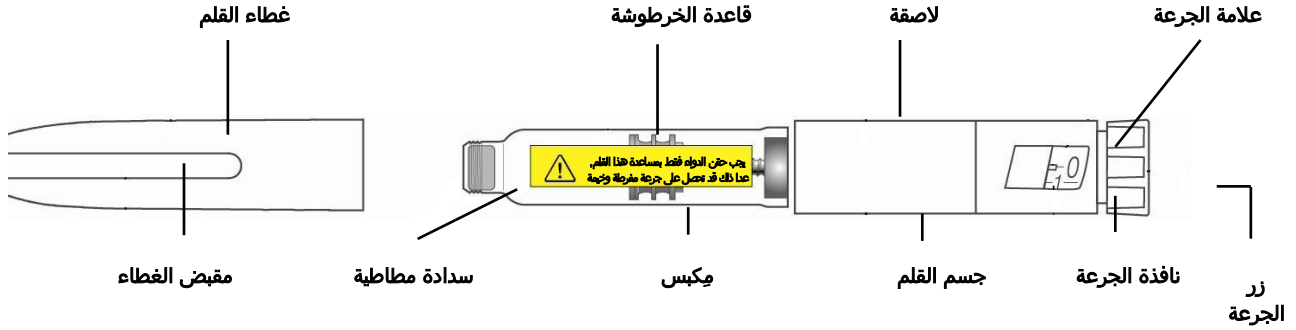 علامة الجرعة
لاصقة
قاعدة الخرطوشة
غطاء القلم
يجب حقن الدواء فقط بمساعدة هذا القلم,
عدا ذلك قد تحصل على جرعة مفرطة وخيمة
0
1
زر
الجرعة
نافذة الجرعة
جسم القلم
مِكبس
سدادة مطاطية
مقبض الغطاء